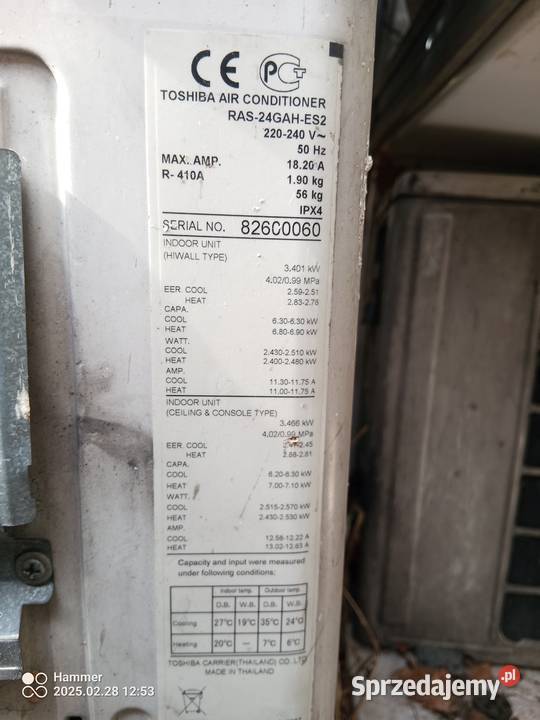 CE PCT
TOSHIBA AIR CONDITIONER
RAS-24GAH-ES2
220-240 V~
50 Hz
MAX. AMP. 18.20 A
R-410A 1.90 kg
56 kg
IPX4
SERIAL NO. 82600060
INDOOR UNIT
(HIWALL TYPE)
3.401 kW
4.02/0.99 MPa
EER. COOL 2.59-2.51
HEAT 2.83-2.78
CAPA.
COOL 6.30-6.30 kW
HEAT 6.80-6.90 kW
WATT.
COOL 2.430-2.510 kW
HEAT 2.400-2.480 kW
AMP.
COOL 11.30-11.75 A
HEAT 11.00-11.75 A
INDOOR UNIT
(CEILING & CONSOLE TYPE)
3.466 kW
4.02/0.99 MPa
EER. COOL
HEAT 2.88-2.81
CAPA.
COOL 6.20-6.30 kW
HEAT 7.00-7.10 kW
WATT.
COOL 2.515-2.570 kW
HEAT 2.430-2.530 kW
AMP.
COOL 12.56-12.22 A
HEAT 13.02-12.63 A
Capacity and input were measured
under following conditions:
Indoor temp. Outdoor temp.
D.B. W.B. D.B. W.B.
Cooling 27°C 19°C 35°C 24°C
Heating 20°C — 7°C 6°C
TOSHIBA CARRIER(THAILAND) CO. LTD
MADE IN THAILAND
Hammer
2025.02.28 12:53
Sprzedajemy.pl